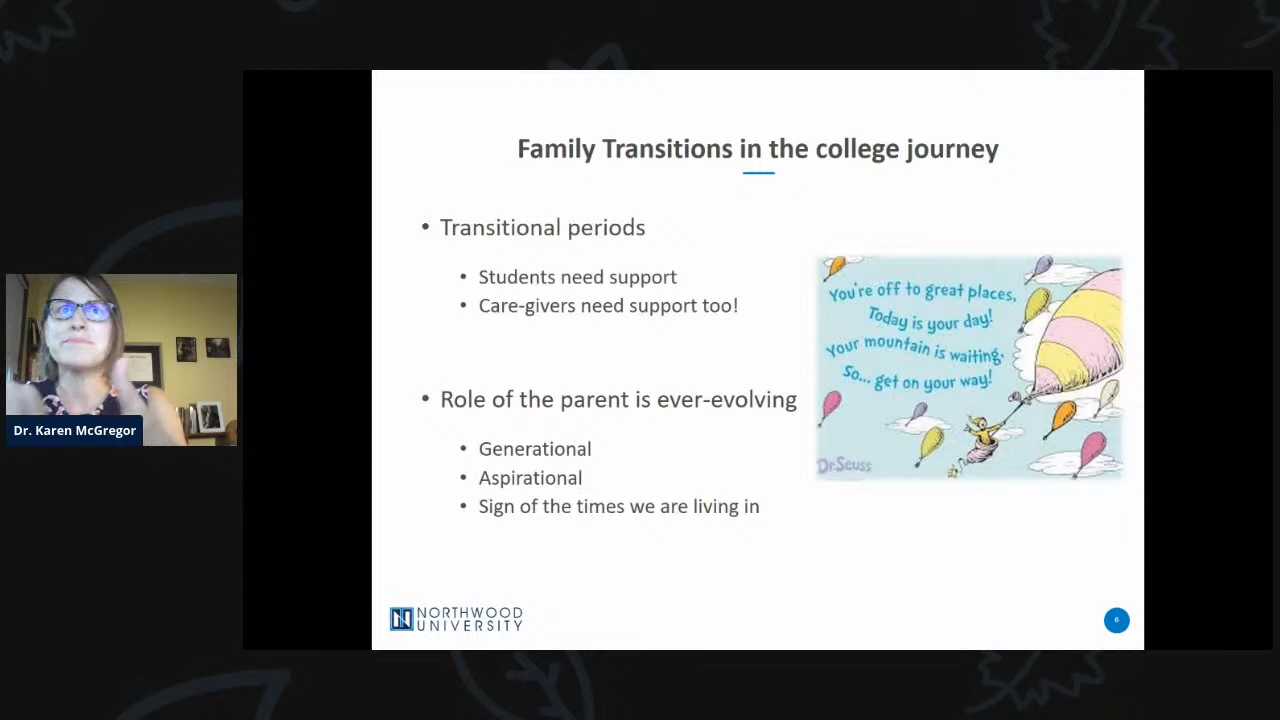 Family Transitions in the college journey
• Transitional periods
• Students need support
• Care-givers need support too!
• Role of the parent is ever-evolving
• Generational
• Aspirational
• Sign of the times we are living in
You're off to great places,
Today is your day!
Your mountain is waiting.
So... get on your way!
Dr. Seuss
Dr. Karen McGregor
N NORTHWOOD
UNIVERSITY
6